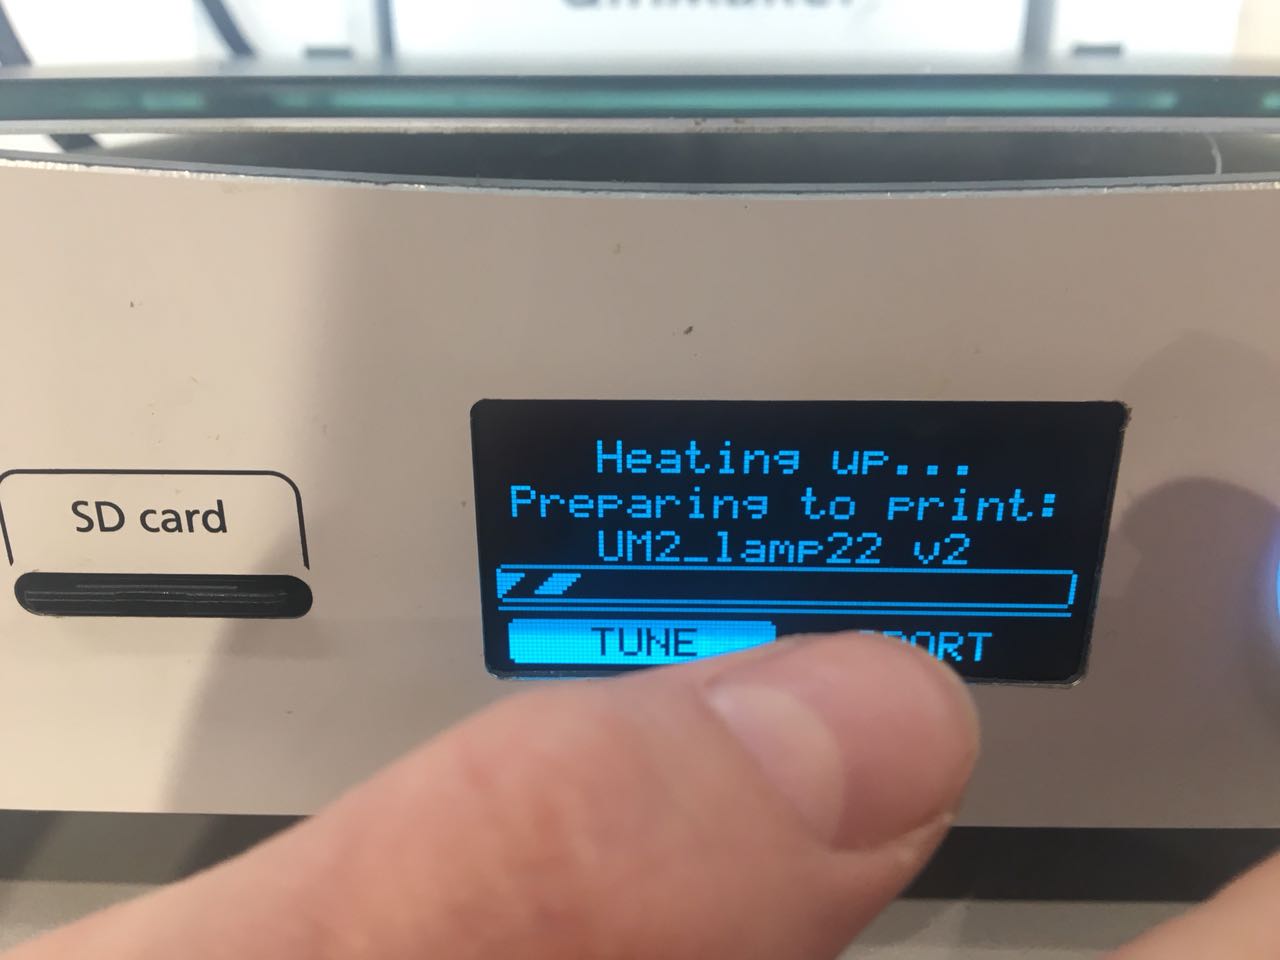 SD card
Heating up...
Preparing to print:
UM2_lamp22 v2
TUNE